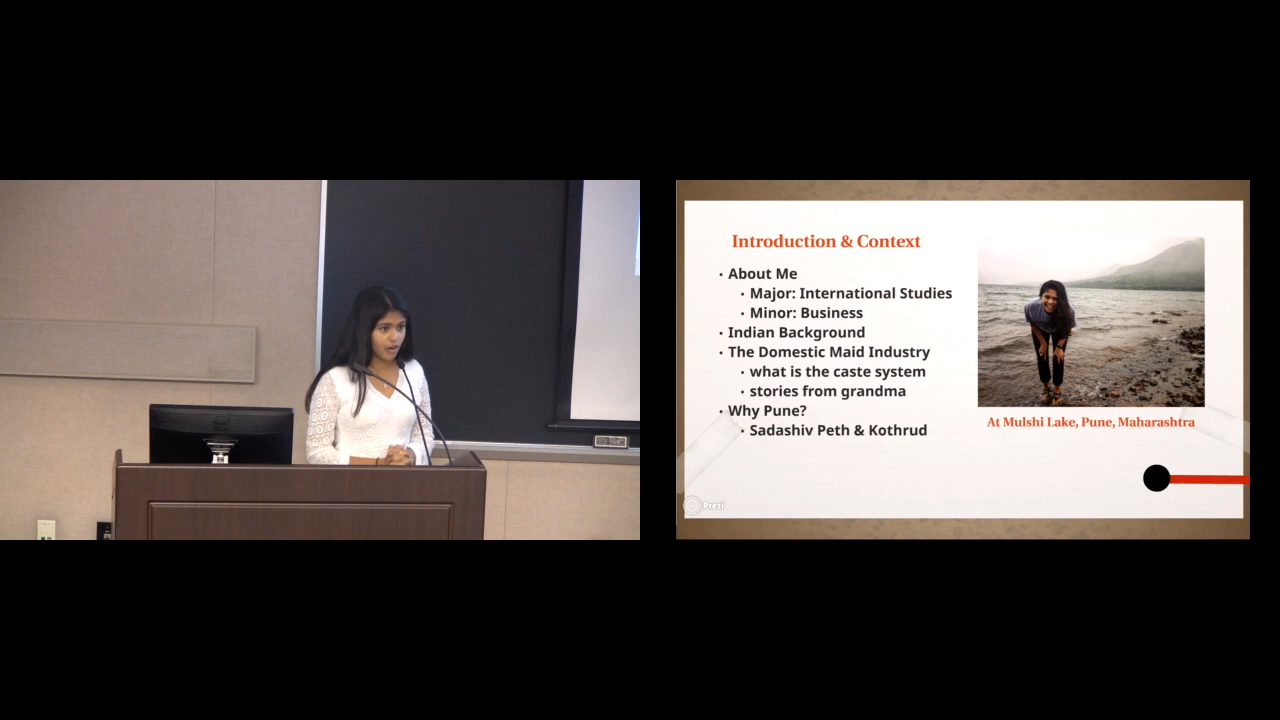 Introduction & Context
• About Me
• Major: International Studies
• Minor: Business
• Indian Background
• The Domestic Maid Industry
• what is the caste system
• stories from grandma
• Why Pune?
• Sadashiv Peth & Kothrud
At Mulshi Lake, Pune, Maharashtra
Prezi